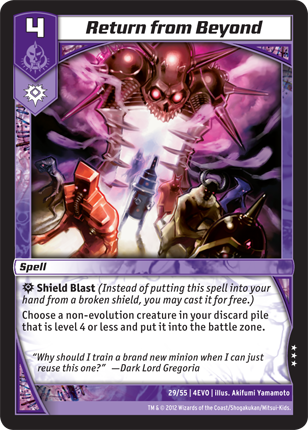 4
Return from Beyond
Spell
Shield Blast (Instead of putting this spell into your
hand from a broken shield, you may cast it for free.)
Choose a non-evolution creature in your discard pile
that is level 4 or less and put it into the battle zone.
"Why should I train a brand new minion when I can just
reuse this one?" —Dark Lord Gregoria
29/55 | 4EVO | illus. Akifumi Yamamoto
TM & © 2012 Wizards of the Coast/Shogakukan/Mitsui-Kids.